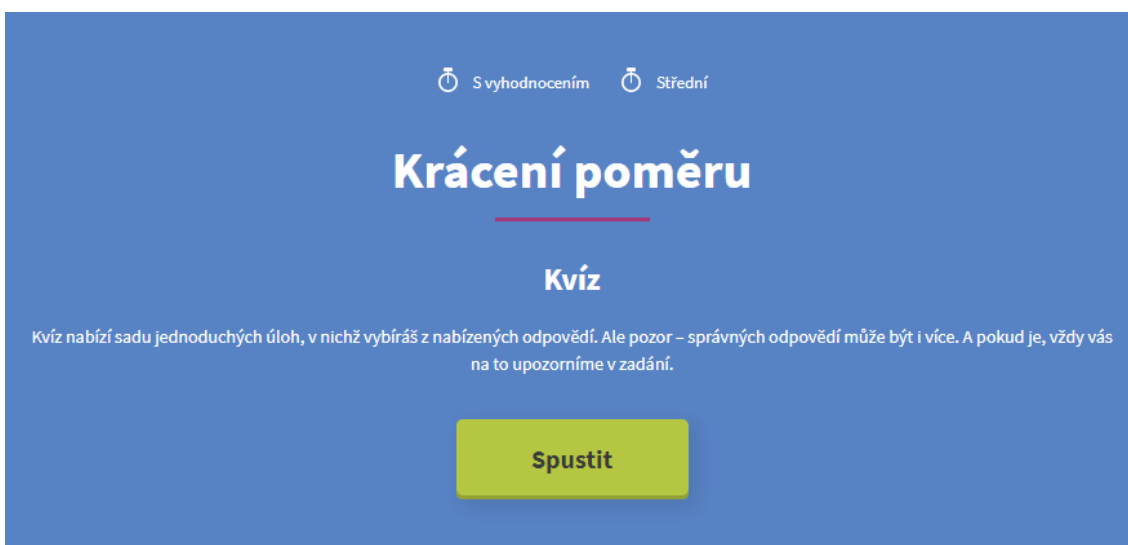 S vyhodnocením Střední
Krácení poměru
Kvíz
Kvíz nabízí sadu jednoduchých úloh, v nichž vybíráš z nabízených odpovědí. Ale pozor – správných odpovědí může být i více. A pokud je, vždy vás
na to upozorníme v zadání.
Spustit